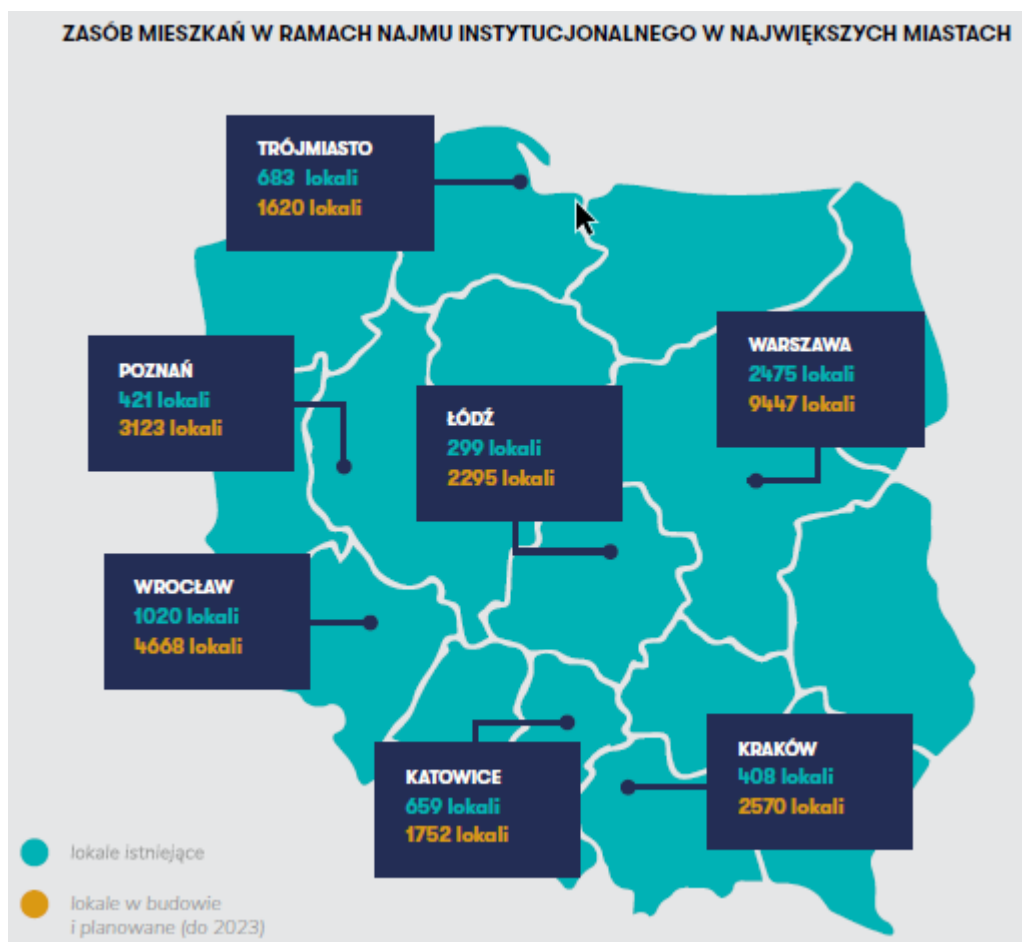 ZASÓB MIESZKAŃ W RAMACH NAJMU INSTYTUCJONALNEGO W NAJWIĘKSZYCH MIASTACH
TRÓJMIASTO
683 lokali
1620 lokali
WARSZAWA
2475 lokali
9447 lokali
POZNAŃ
421 lokali
3123 lokali
ŁÓDŹ
299 lokali
2295 lokali
WROCŁAW
1020 lokali
4668 lokali
KATOWICE
659 lokali
1752 lokali
KRAKÓW
408 lokali
2570 lokali
lokale istniejące
lokale w budowie
i planowane (do 2023)